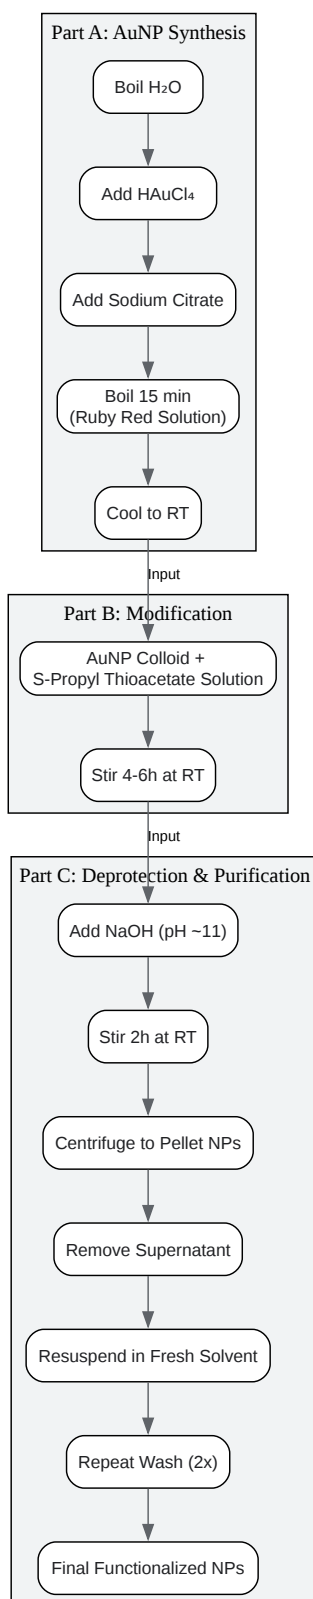 Part A: AuNP Synthesis
Boil H₂O
Add HAuCl₄
Add Sodium Citrate
Boil 15 min
(Ruby Red Solution)
Cool to RT
Input
Part B: Modification
AuNP Colloid +
S-Propyl Thioacetate Solution
Stir 4-6h at RT
Input
Part C: Deprotection & Purification
Add NaOH (pH ~11)
Stir 2h at RT
Centrifuge to Pellet NPs
Remove Supernatant
Resuspend in Fresh Solvent
Repeat Wash (2x)
Final Functionalized NPs